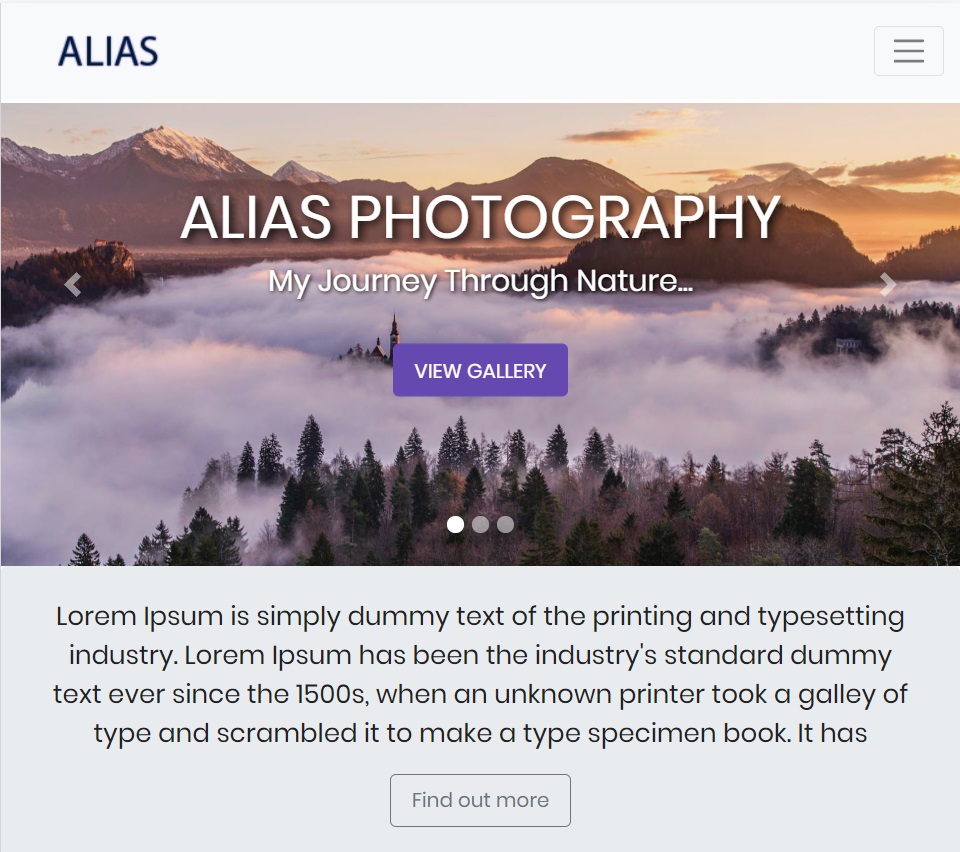 ALIAS
ALIAS PHOTOGRAPHY
My Journey Through Nature...
VIEW GALLERY
Lorem Ipsum is simply dummy text of the printing and typesetting
industry. Lorem Ipsum has been the industry's standard dummy
text ever since the 1500s, when an unknown printer took a galley of
type and scrambled it to make a type specimen book. It has
Find out more